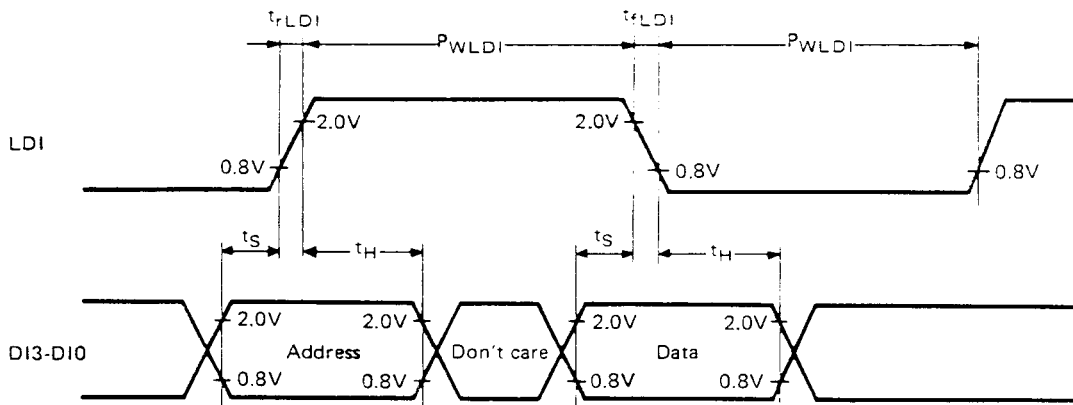 trLDI PWLDI tfLDI PWLDI
LDI 0.8V 2.0V 2.0V 0.8V 0.8V
tS tH tS tH
DI3-DI0 2.0V 2.0V 2.0V 2.0V
Address Don't care Data
0.8V 0.8V 0.8V 0.8V